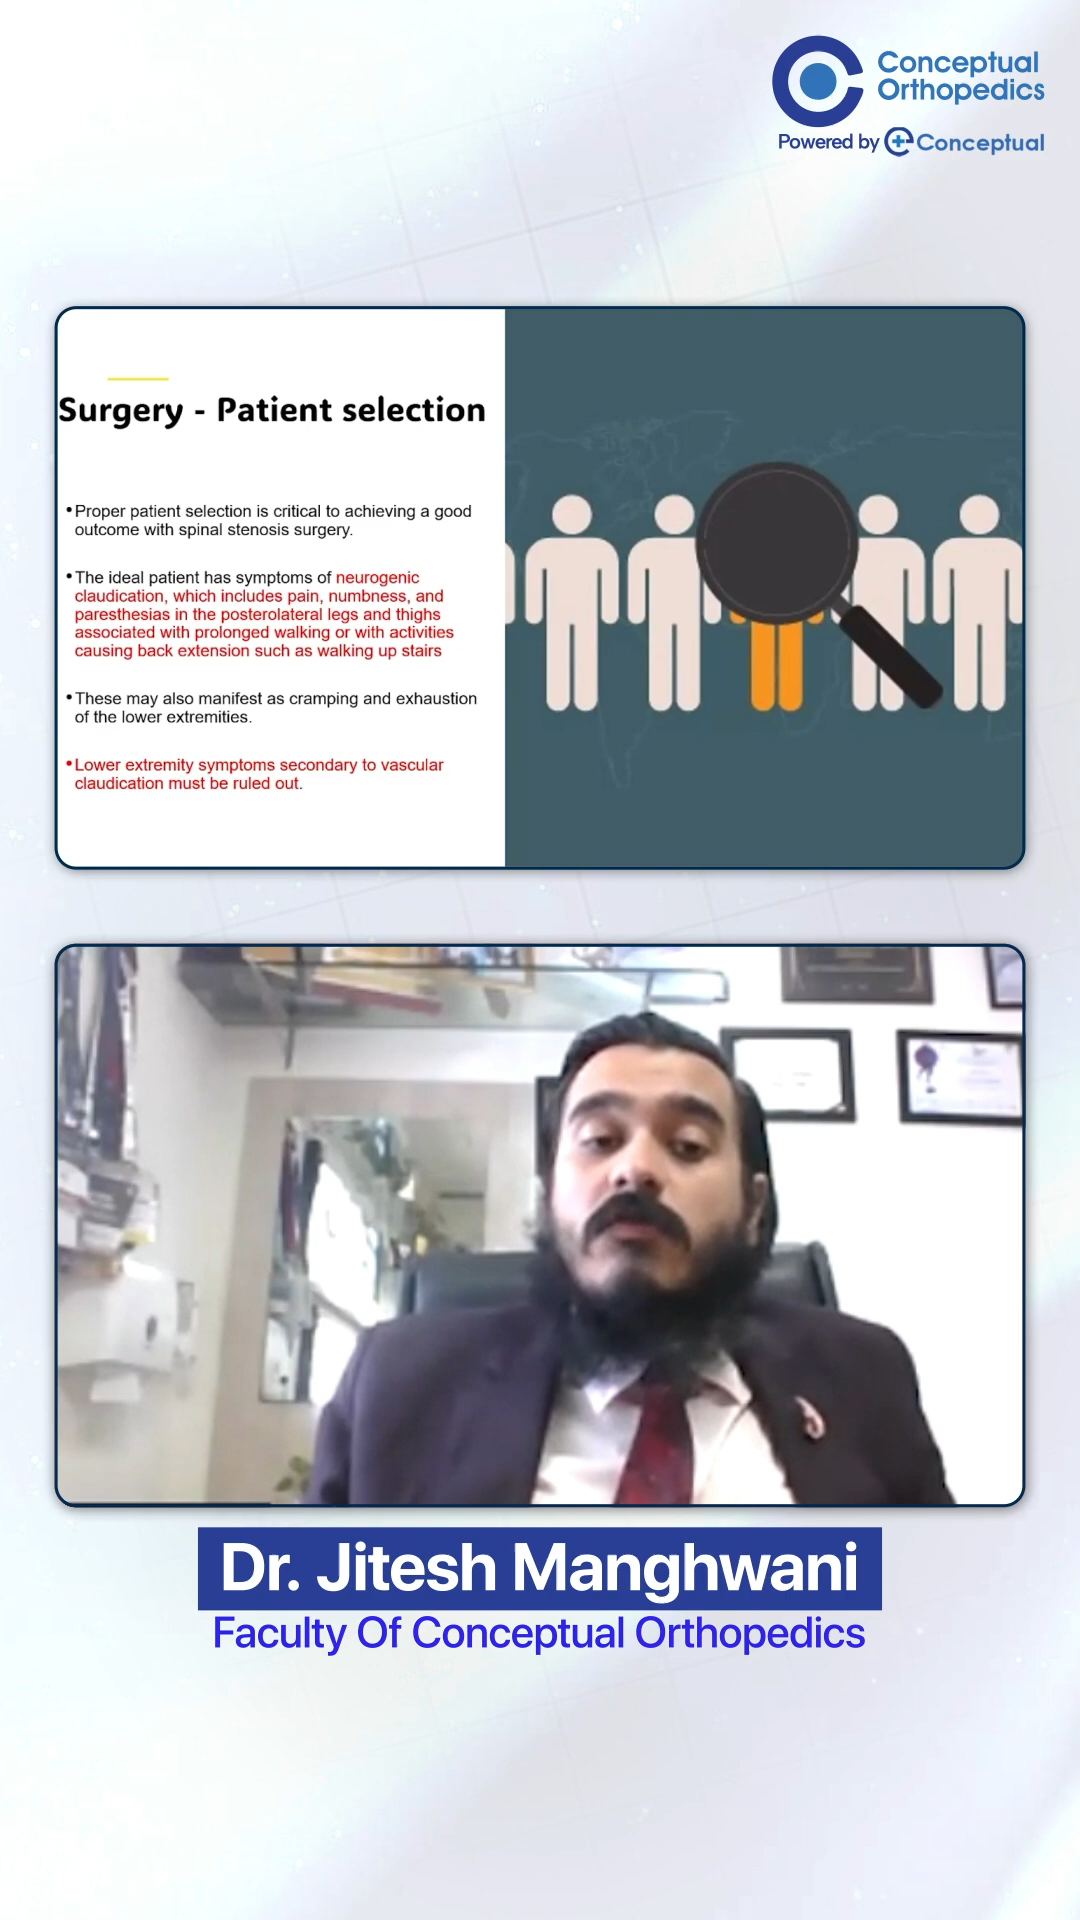 Conceptual
Orthopedics
Powered by Conceptual
Surgery - Patient selection
•Proper patient selection is critical to achieving a good
outcome with spinal stenosis surgery.
•The ideal patient has symptoms of neurogenic
claudication, which includes pain, numbness, and
paresthesias in the posterolateral legs and thighs
associated with prolonged walking or with activities
causing back extension such as walking up stairs
•These may also manifest as cramping and exhaustion
of the lower extremities.
•Lower extremity symptoms secondary to vascular
claudication must be ruled out.
Dr. Jitesh Manghwani
Faculty Of Conceptual Orthopedics